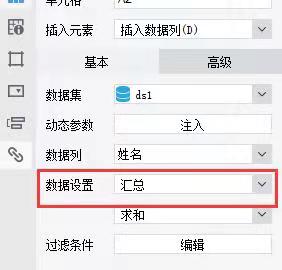 单元格 A2
插入元素 插入数据列(D)
基本 高级
数据集 ds1
动态参数 注入
数据列 姓名
数据设置 汇总
求和
过滤条件 编辑